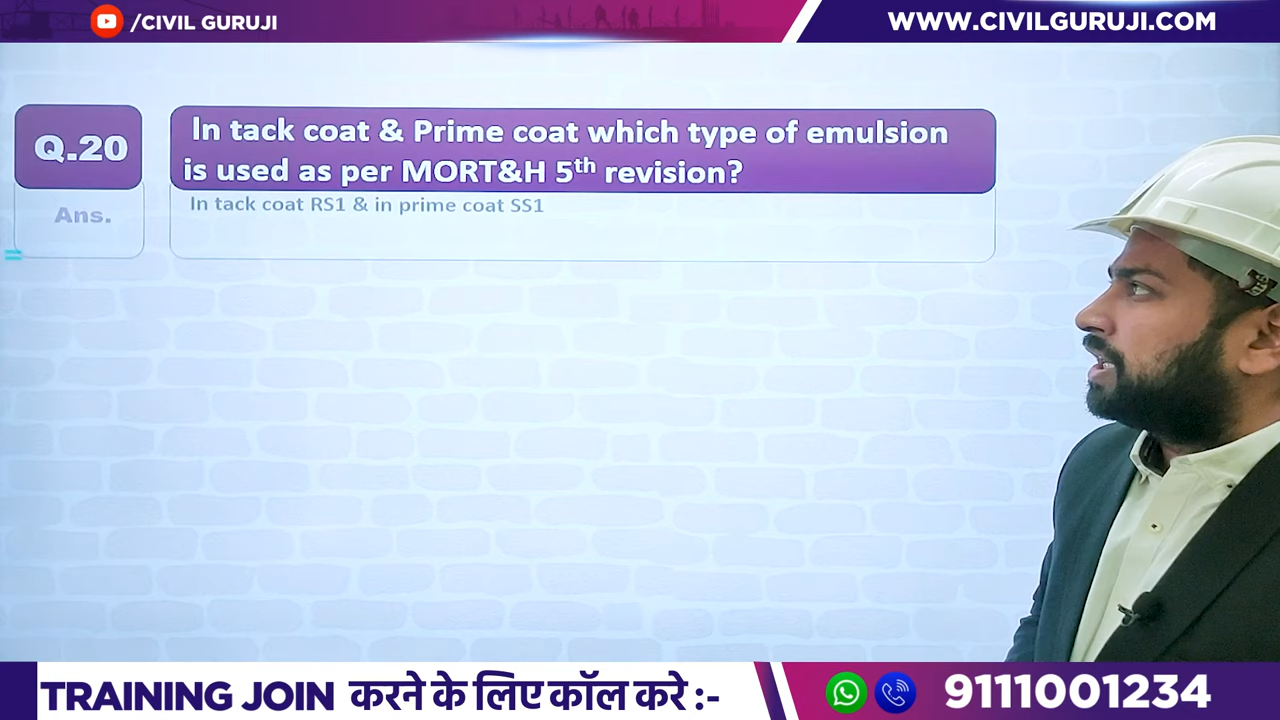 /CIVIL GURUJI
WWW.CIVILGURUJI.COM
Q.20
In tack coat & Prime coat which type of emulsion
is used as per MORT&H 5th revision?
Ans.
In tack coat RS1 & in prime coat SS1
TRAINING JOIN करने के लिए कॉल करे :-
9111001234